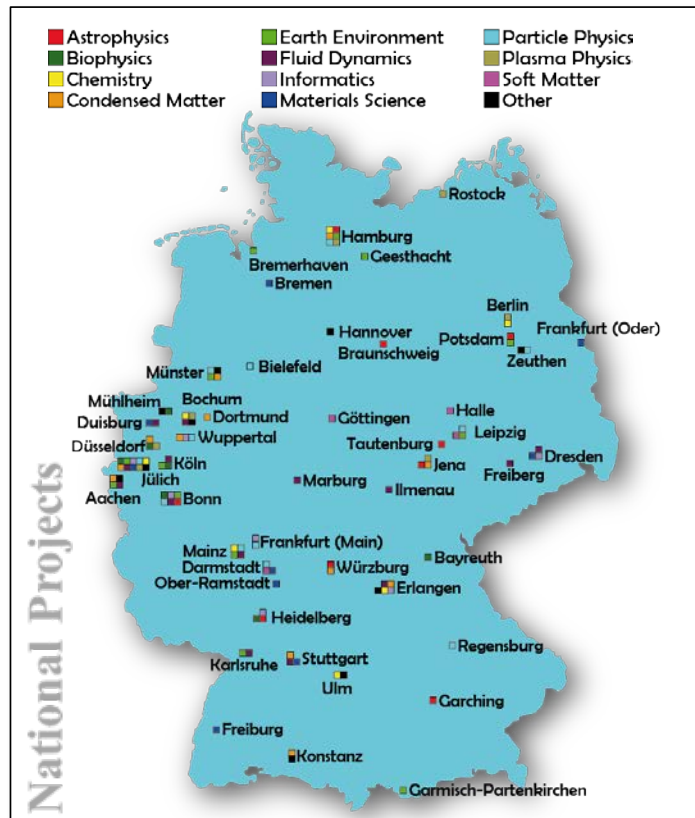 Astrophysics
Biophysics
Chemistry
Condensed Matter
Earth Environment
Fluid Dynamics
Informatics
Materials Science
Particle Physics
Plasma Physics
Soft Matter
Other
Rostock
Hamburg
Geesthacht
Bremerhaven
Bremen
Berlin
Hannover
Potsdam
Frankfurt (Oder)
Braunschweig
Zeuthen
Münster
Bielefeld
Mühlheim
Bochum
Duisburg
Dortmund
Göttingen
Halle
Düsseldorf
Wuppertal
Leipzig
Tautenburg
Köln
Jülich
Jena
Dresden
Freiberg
Aachen
Bonn
Marburg
Ilmenau
Frankfurt (Main)
Mainz
Darmstadt
Würzburg
Bayreuth
Ober-Ramstadt
Erlangen
Heidelberg
Regensburg
Karlsruhe
Stuttgart
Ulm
Garching
Freiburg
Konstanz
Garmisch-Partenkirchen
National Projects